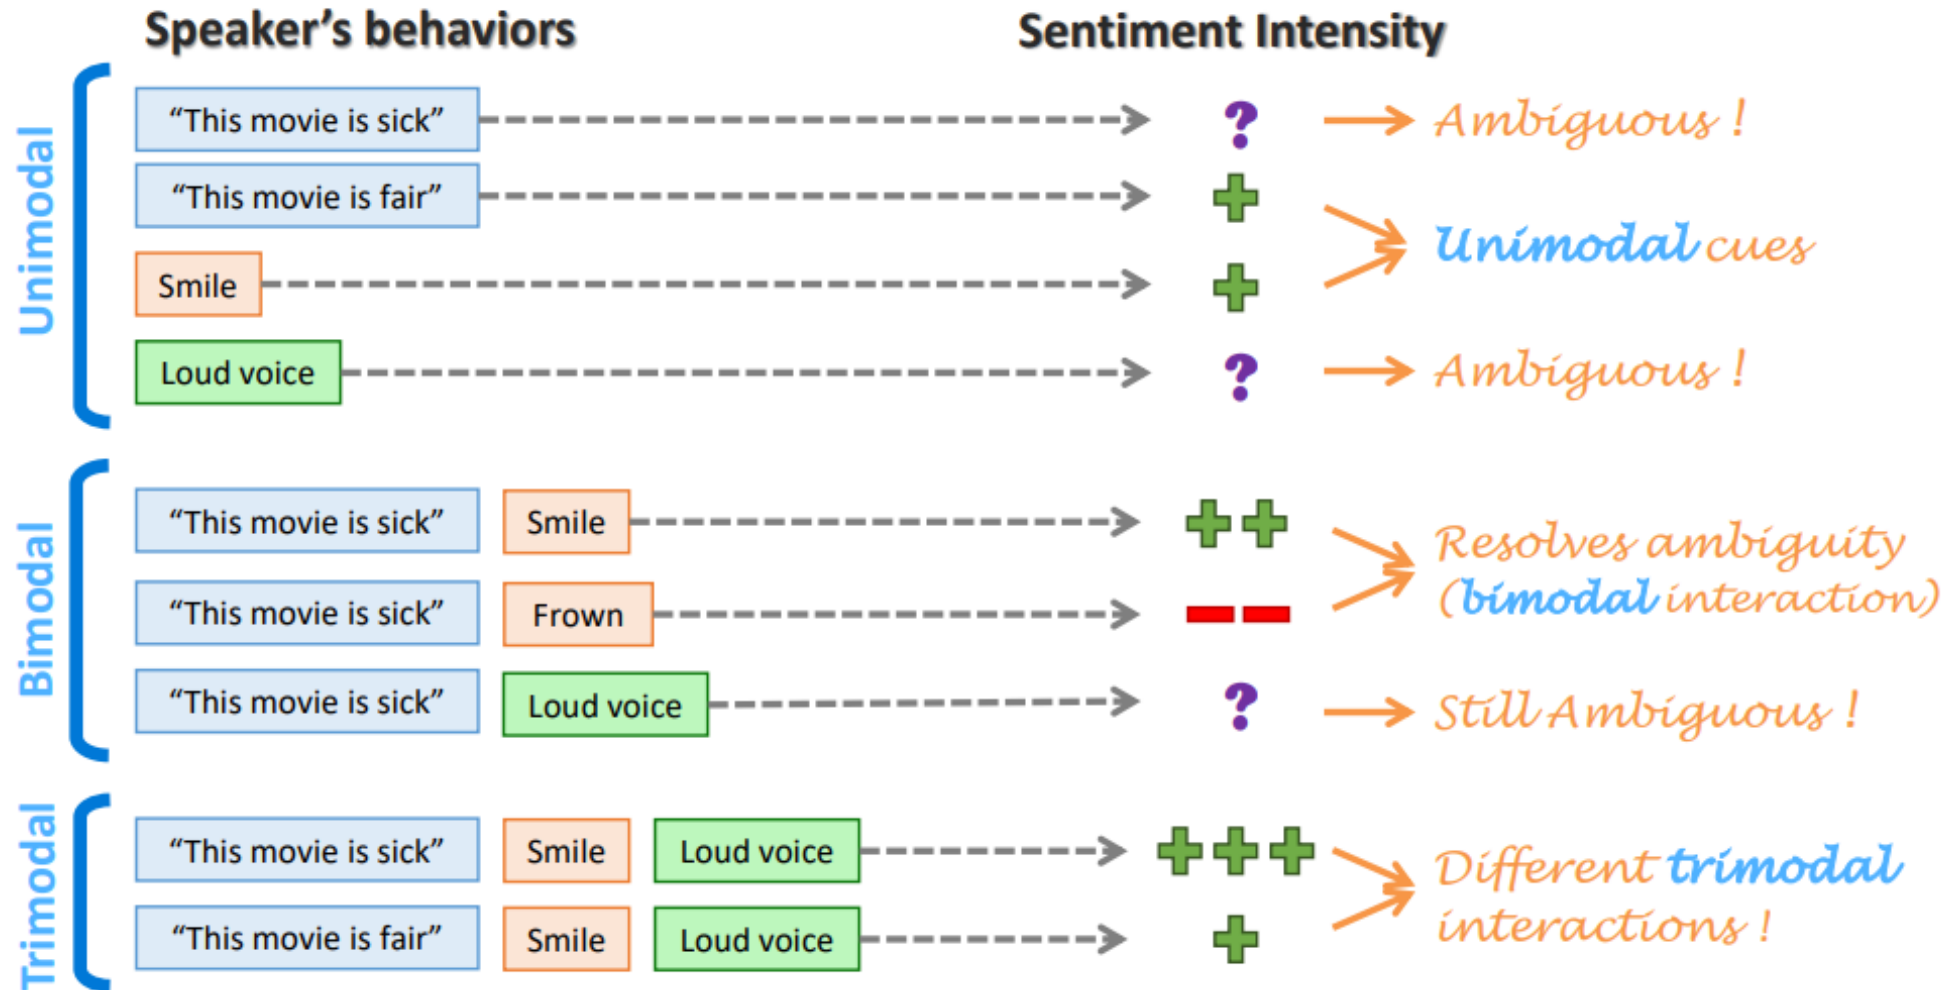 Speaker’s behaviors
Sentiment Intensity
Unimodal
“This movie is sick”
?
Ambiguous !
“This movie is fair”
Unimodal cues
Smile
Loud voice
?
Ambiguous !
Bimodal
“This movie is sick”
Smile
Resolves ambiguity
(bimodal interaction)
“This movie is sick”
Frown
“This movie is sick”
Loud voice
?
Still Ambiguous !
Trimodal
“This movie is sick”
Smile
Loud voice
Different trimodal
interactions !
“This movie is fair”
Smile
Loud voice